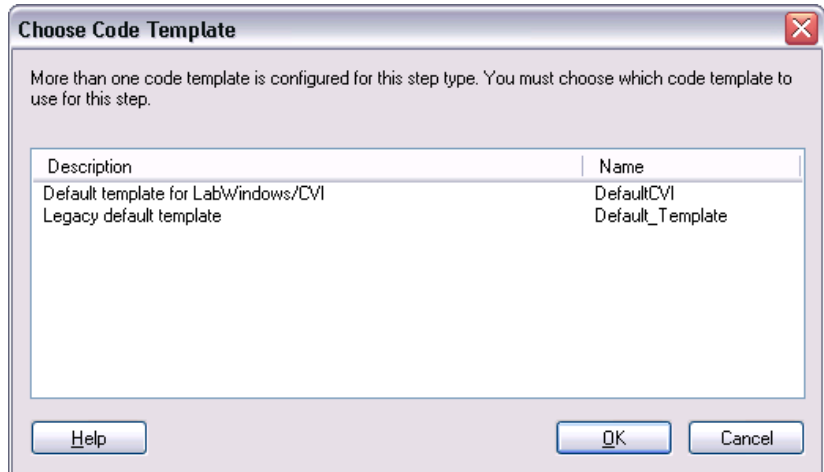 Choose Code Template
More than one code template is configured for this step type. You must choose which code template to
use for this step.
Description Name
Default template for LabWindows/CVI DefaultCVI
Legacy default template Default_Template
Help OK Cancel